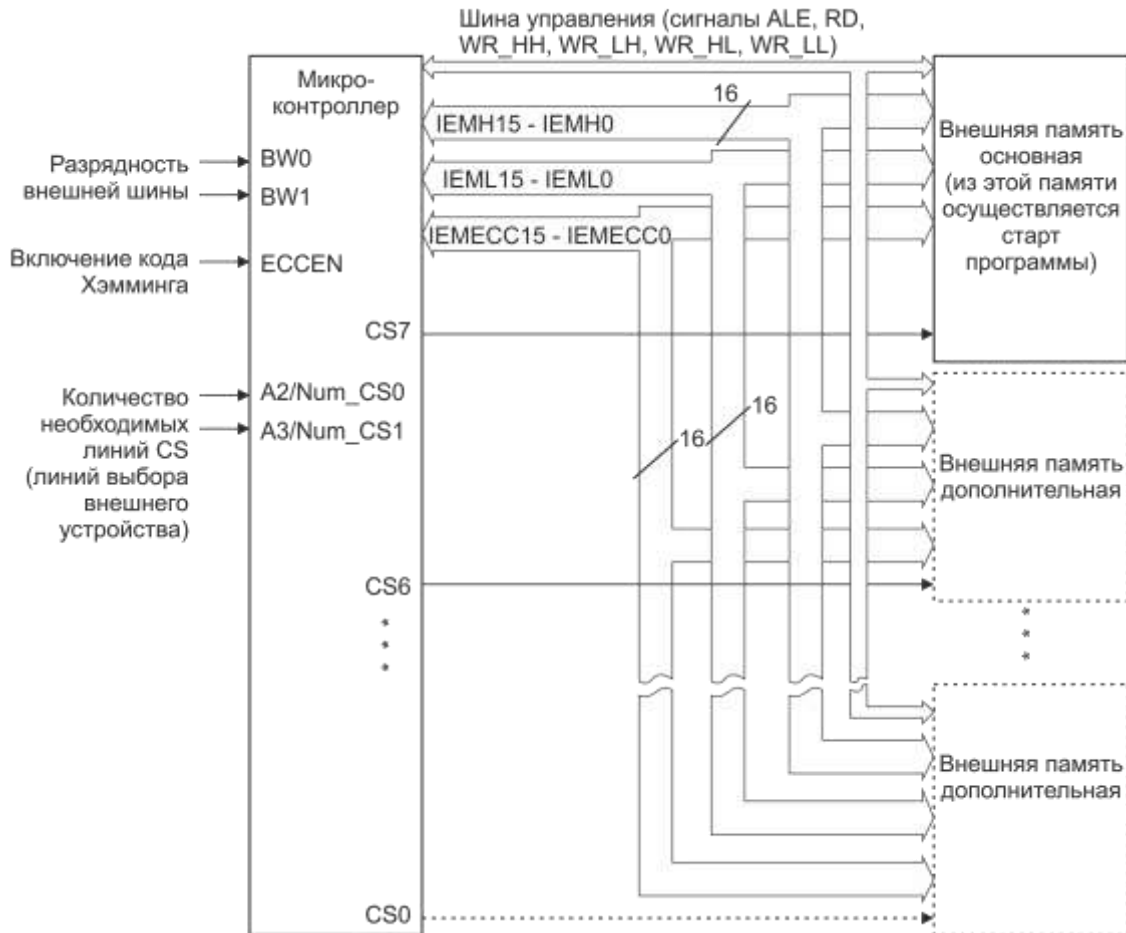 Шина управления (сигналы ALE, RD,
WR_HH, WR_LH, WR_HL, WR_LL)
Микро-
контроллер
16
IEMH15 - IEMH0
Внешняя память
основная
(из этой памяти
осуществляется
старт
программы)
Разрядность
внешней шины
BW0
BW1
IEML15 - IEML0
IEMECC15 - IEMECC0
Включение кода
Хэмминга
ECCEN
CS7
Количество
необходимых
линий CS
(линий выбора
внешнего
устройства)
A2/Num_CS0
A3/Num_CS1
16
16
Внешняя память
дополнительная
CS6
*
*
*
*
*
*
Внешняя память
дополнительная
CS0